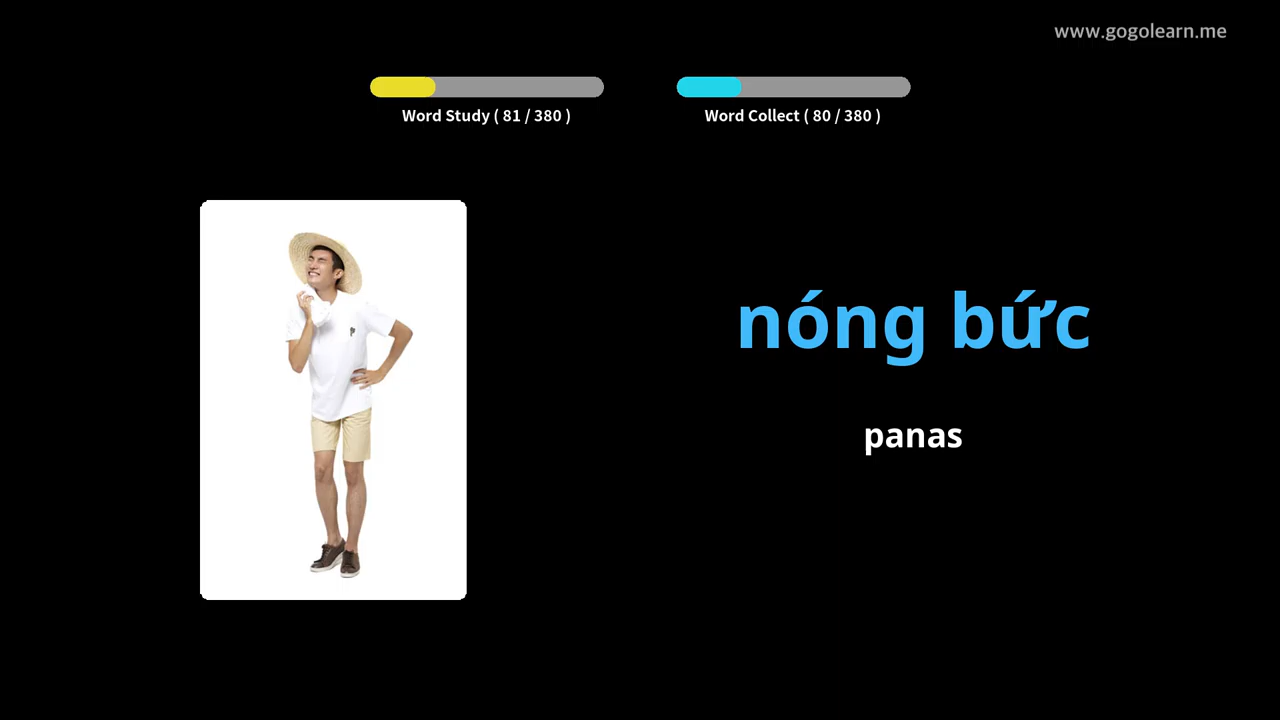 www.gogolearn.me
Word Study ( 81 / 380 )
Word Collect ( 80 / 380 )
nóng bức
panas